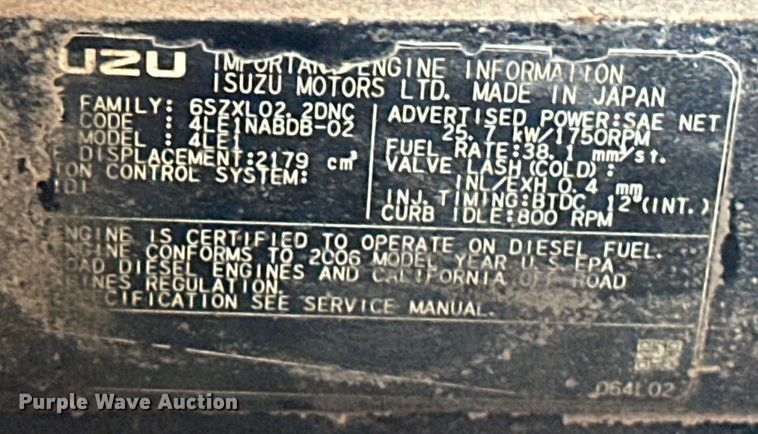 UZU IMPORTAN ENGINE INFORMATION
ISUZU MOTORS LTD. MADE IN JAPAN
FAMILY: 6SZXL02.2DNC
CODE : 4LE1NABDB-02
MODEL : 4LE1
DISPLACEMENT:2179 cm³
ON CONTROL SYSTEM:
ADVERTISED POWER:SAE NET
25.7 kW/1750RPM
FUEL RATE:38.1 mm³/st.
VALVE LASH(COLD):
INL/EXH 0.4 mm
INJ.TIMING:BTDC 12°(INT.)
CURB IDLE:800 RPM
ENGINE IS CERTIFIED TO OPERATE ON DIESEL FUEL.
GINE CONFORMS TO 2006 MODEL YEAR U.S.EPA
OAD DIESEL ENGINES AND CALIFORNIA OFF-ROAD
INES REGULATION.
CIFICATION SEE SERVICE MANUAL.
064L02
Purple Wave Auction